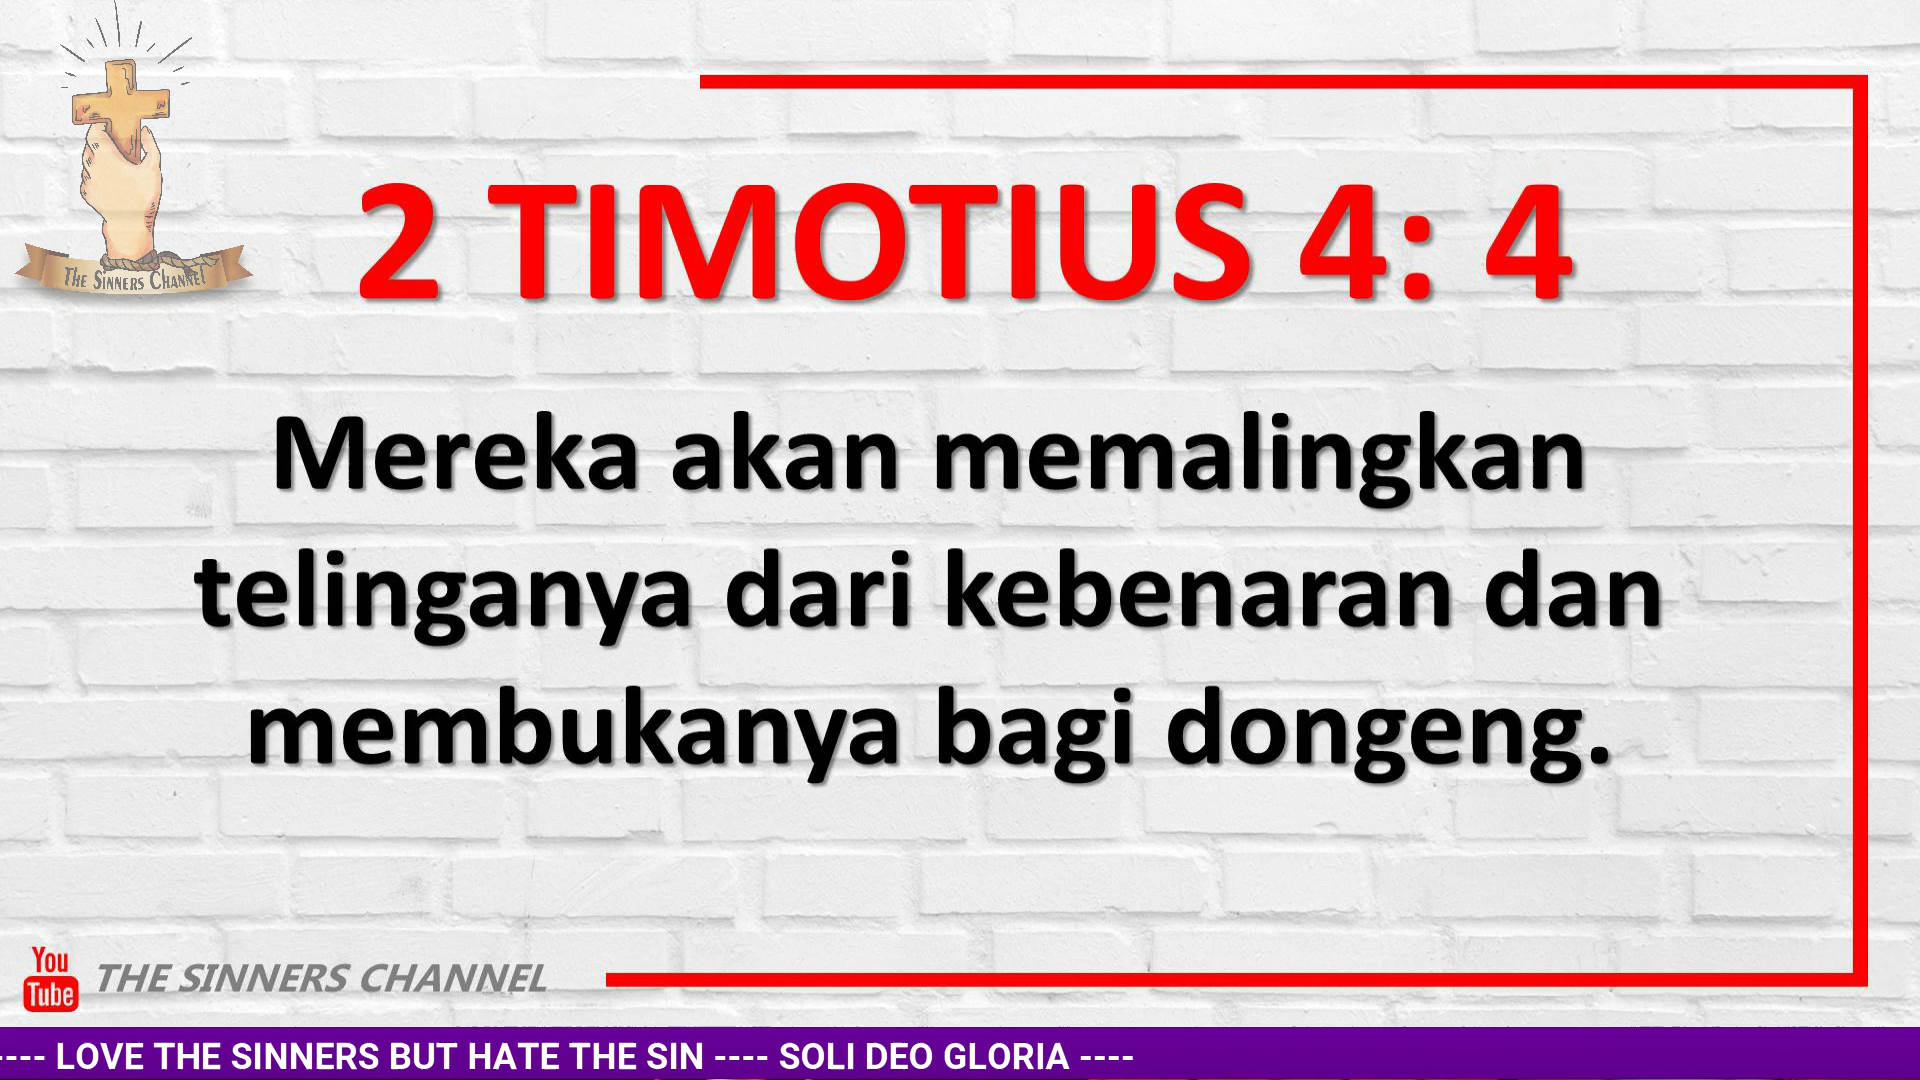 The Sinners Channel
2 TIMOTIUS 4: 4
Mereka akan memalingkan
telinganya dari kebenaran dan
membukanya bagi dongeng.
You
Tube
THE SINNERS CHANNEL
---- LOVE THE SINNERS BUT HATE THE SIN ---- SOLI DEO GLORIA ----